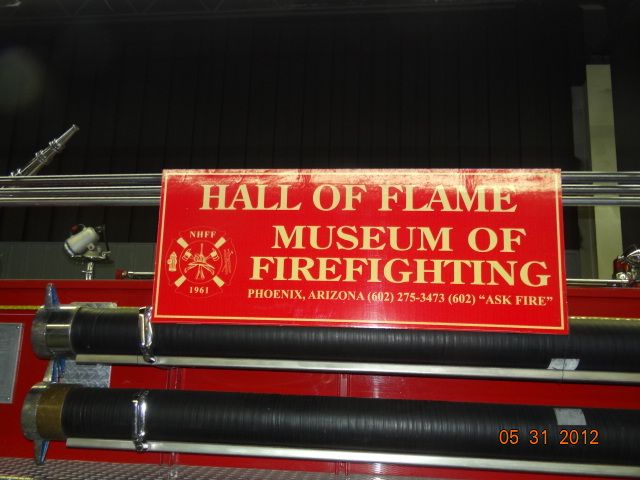 HALL OF FLAME
NHFF
1961
MUSEUM OF
FIREFIGHTING
PHOENIX, ARIZONA (602) 275-3473 (602) "ASK FIRE"
05 31 2012